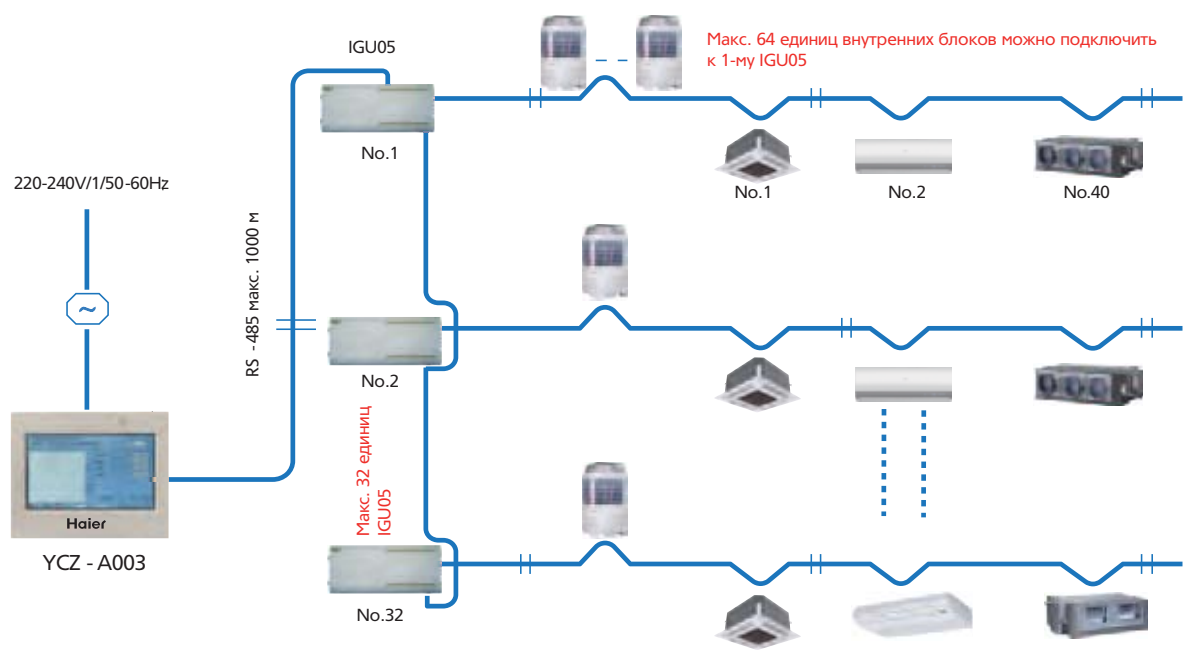 IGU05
Макс. 64 единиц внутренних блоков можно подключить
к 1-му IGU05
No.1
220-240V/1/50-60Hz
No.1
No.2
No.40
RS -485 макс. 1000 м
No.2
Макс. 32 единиц
IGU05
Haier
YCZ - A003
No.32